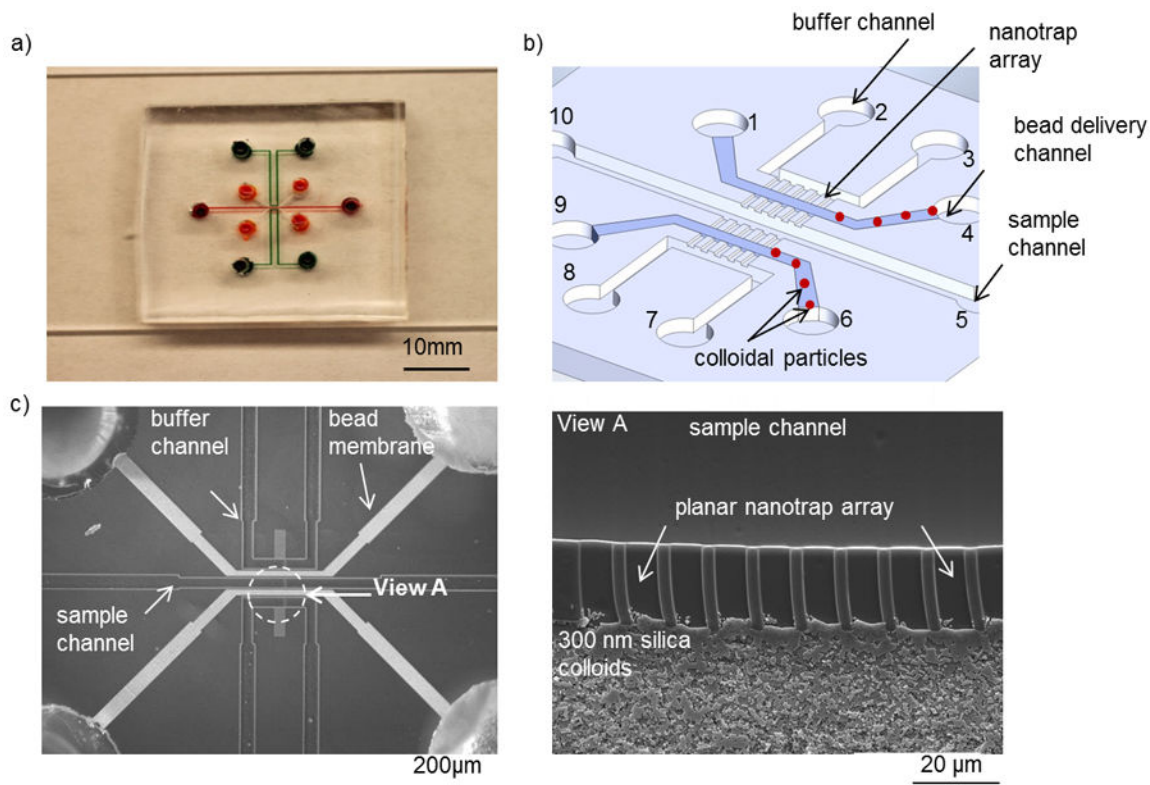 a)
10mm
b)
buffer channel
nanotrap
array
bead delivery
channel
sample
channel
10
1
2
3
9
4
8
7
6
5
colloidal particles
c)
buffer
channel
bead
membrane
View A
sample
channel
200µm
View A
sample channel
planar nanotrap array
300 nm silica
colloids
20 µm